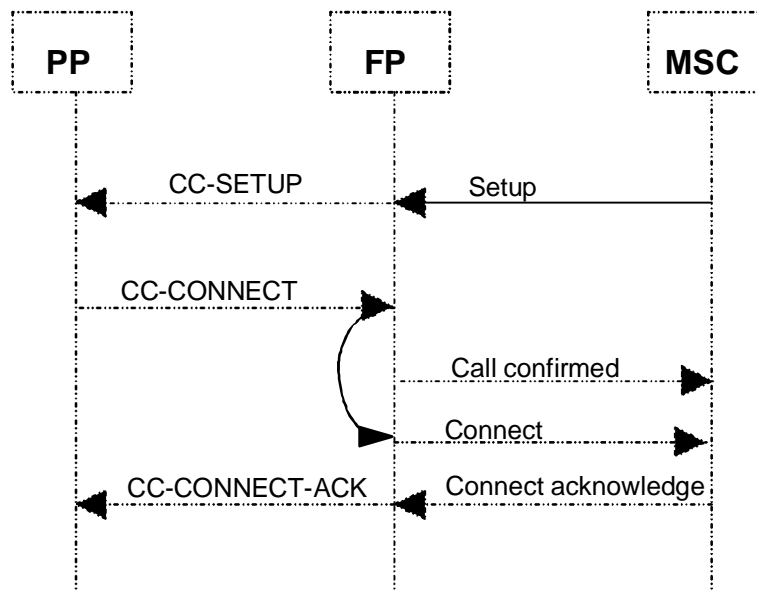 PP FP MSC
CC-SETUP Setup
CC-CONNECT
Call confirmed
Connect
CC-CONNECT-ACK Connect acknowledge